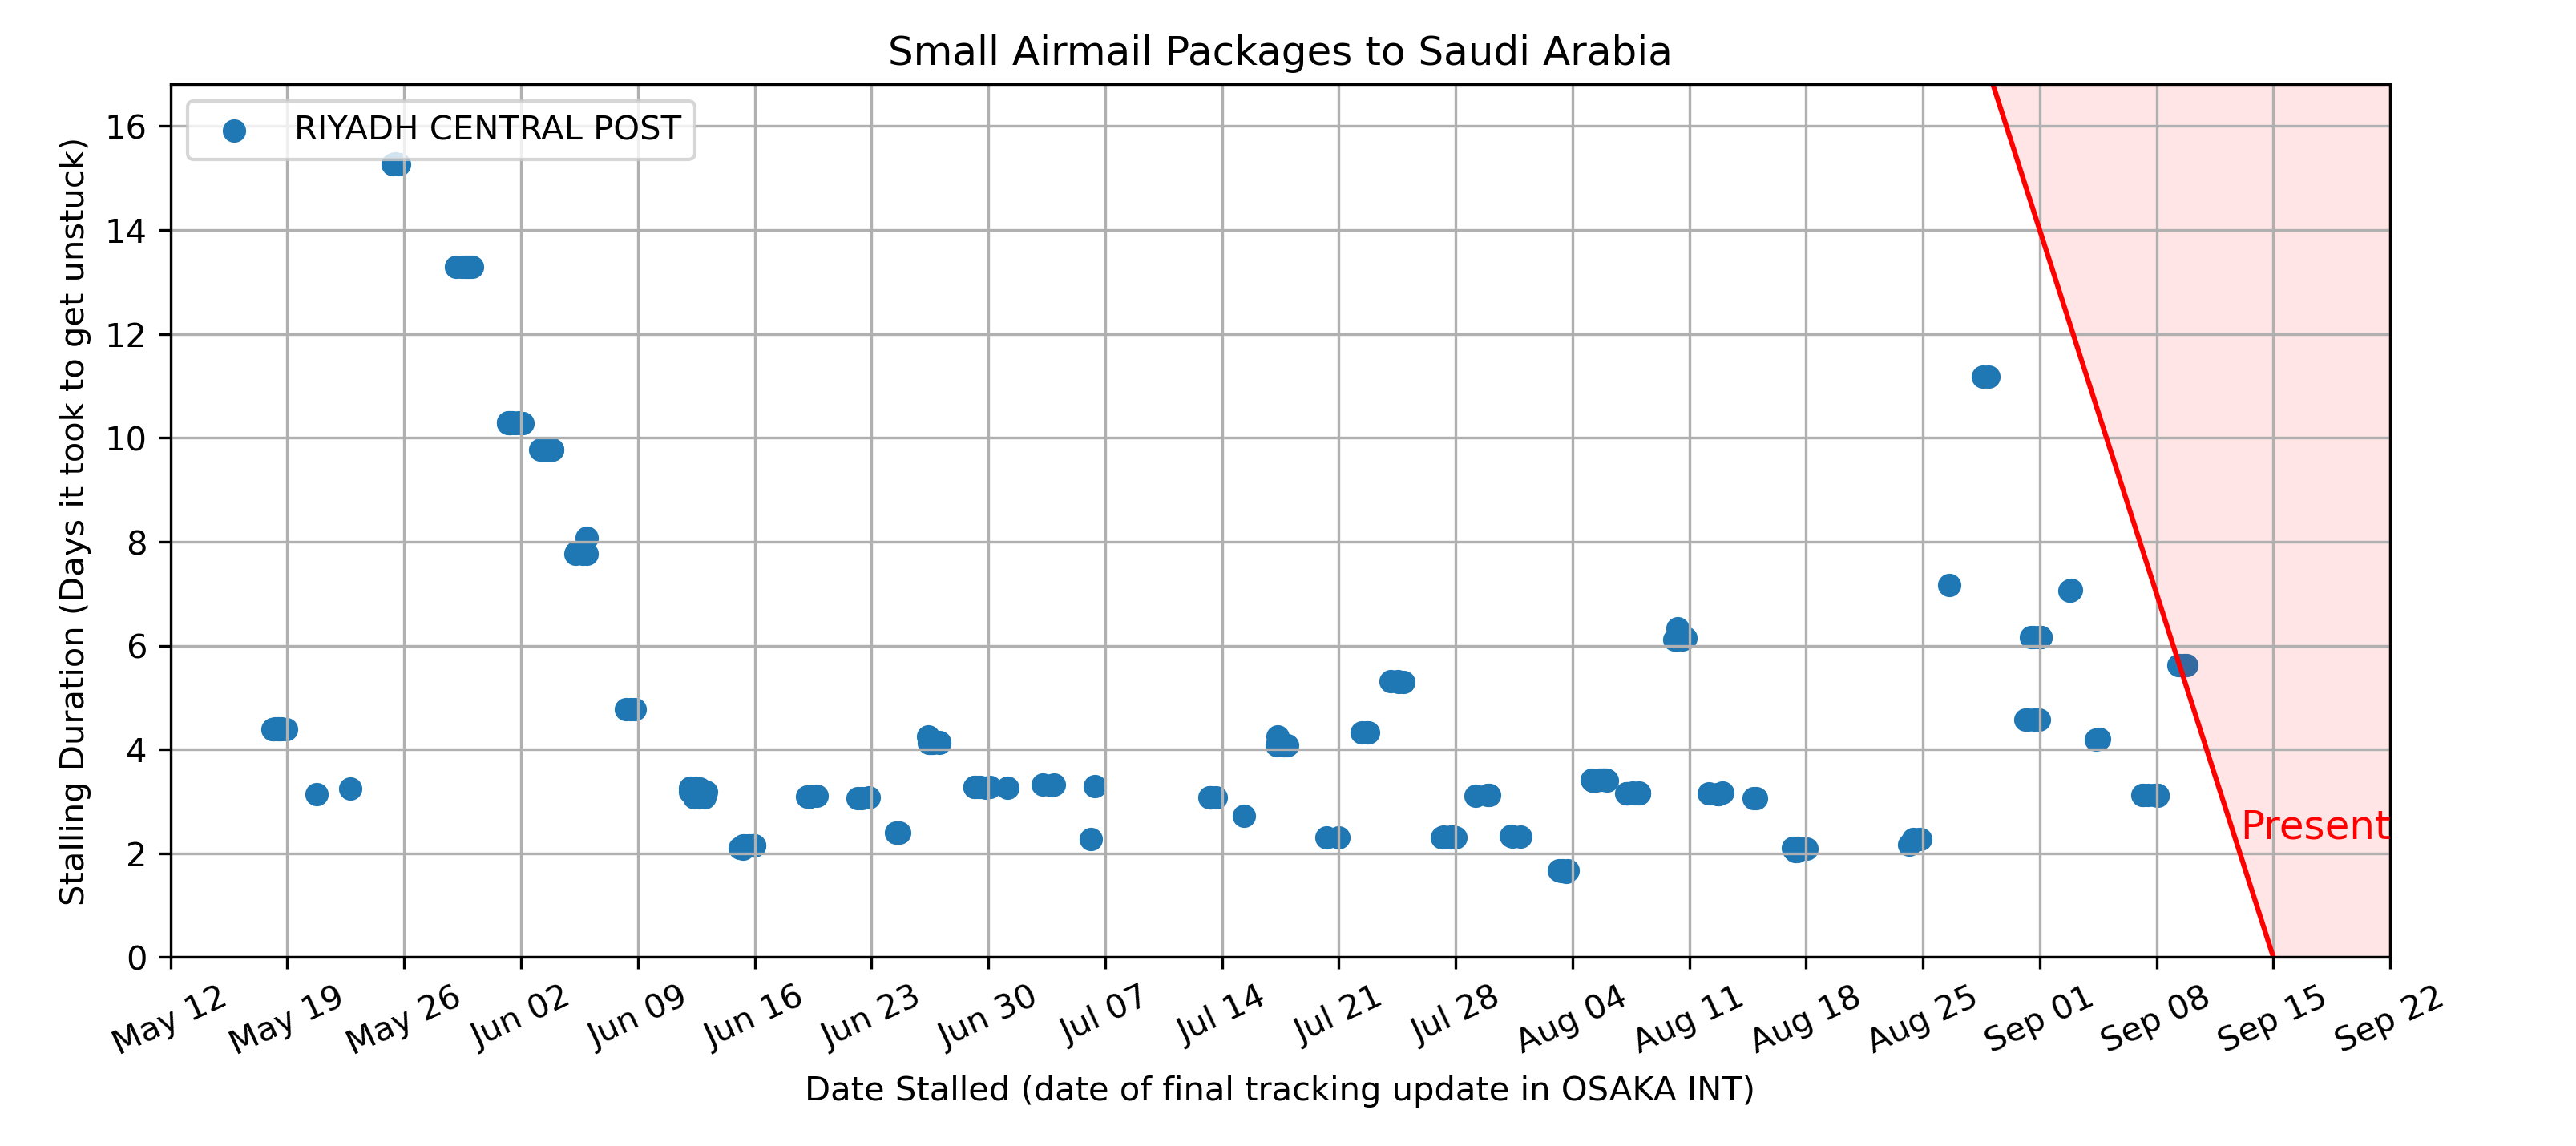 Small Airmail Packages to Saudi Arabia
RIYADH CENTRAL POST
Stalling Duration (Days it took to get unstuck)
16
14
12
10
8
6
4
2
0
Present
May 12
May 19
May 26
Jun 02
Jun 09
Jun 16
Jun 23
Jun 30
Jul 07
Jul 14
Jul 21
Jul 28
Aug 04
Aug 11
Aug 18
Aug 25
Sep 01
Sep 08
Sep 15
Sep 22
Date Stalled (date of final tracking update in OSAKA INT)